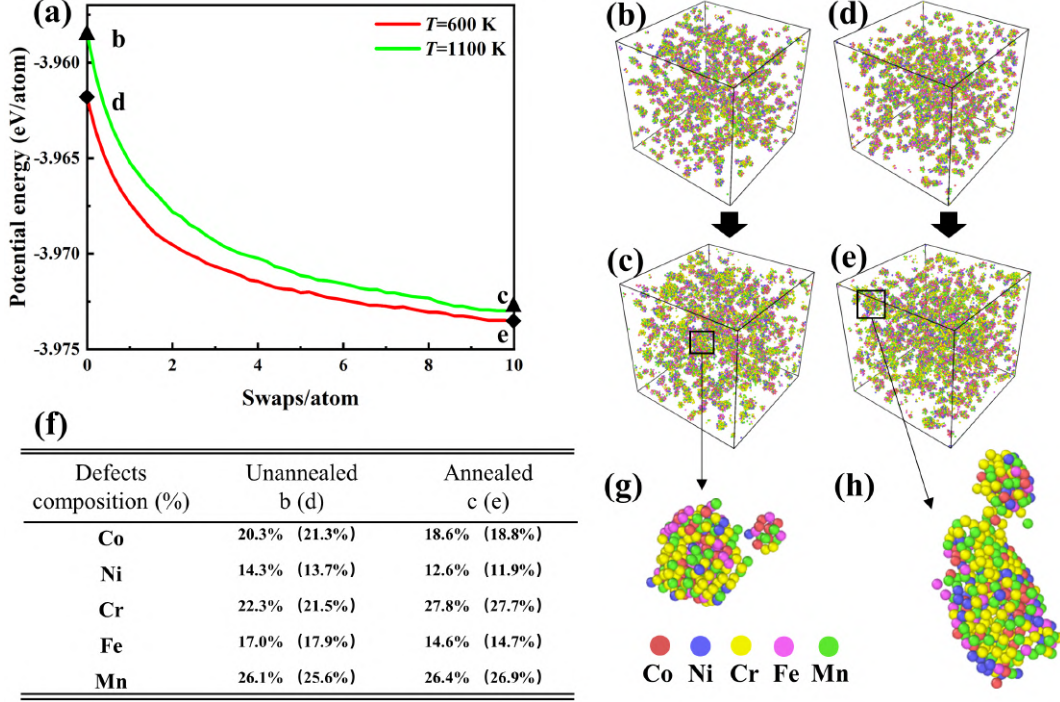 (a)
T=600 K
T=1100 K
b
d
c
e
-3.960
-3.965
-3.970
-3.975
Potential energy (eV/atom)
0 2 4 6 8 10
Swaps/atom
(b)
(d)
(c)
(e)
(f)
Defects composition (%)
Unannealed b (d)
Annealed c (e)
Co 20.3% (21.3%) 18.6% (18.8%)
Ni 14.3% (13.7%) 12.6% (11.9%)
Cr 22.3% (21.5%) 27.8% (27.7%)
Fe 17.0% (17.9%) 14.6% (14.7%)
Mn 26.1% (25.6%) 26.4% (26.9%)
(g)
(h)
Co Ni Cr Fe Mn